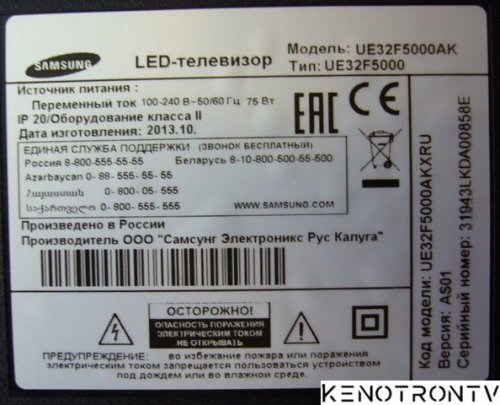 SAMSUNG
LED-телевизор
Модель: UE32F5000AK
Тип: UE32F5000
Источник питания :
Переменный ток 100-240 В~50/60 Гц 75 Вт
IP 20/Оборудование класса II
Дата изготовления: 2013.10.
EAC CE
ЕДИНАЯ СЛУЖБА ПОДДЕРЖКИ (ЗВОНОК БЕСПЛАТНЫЙ)
Россия 8-800-555-55-55 Беларусь 8-10-800-500-55-500
Azərbaycan 0-88-555-55-55
Հայաստան 0-800-05-555
საქართველო 0-800-555-555
WWW.SAMSUNG.COM
Произведено в России
Производитель ООО "Самсунг Электроникс Рус Калуга"
ОСТОРОЖНО!
ОПАСНОСТЬ ПОРАЖЕНИЯ
ЭЛЕКТРИЧЕСКИМ ТОКОМ
НЕ ОТКРЫВАТЬ
ПРЕДУПРЕЖДЕНИЕ: во избежание пожара или поражения
электрическим током запрещается пользоваться устройством
под дождем или во влажной среде.
Код модели: UE32F5000AKXRU
Версия: AS01
Серийный номер: 31943LKDA00858E
KENOTRONTV